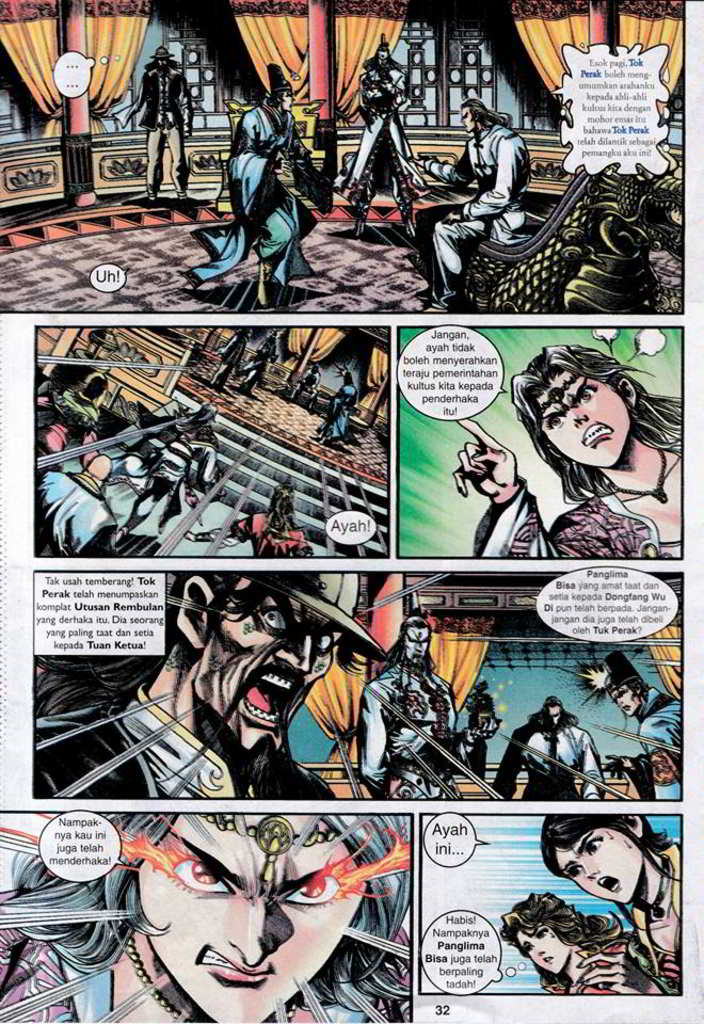 ...
...
Esok pagi, Tok
Perak boleh meng-
umumkan arahanku
kepada ahli-ahli
kultus kita dengan
mohor emas itu
bahawa Tok Perak
telah dilantik sebagai
pemangku aku ini!
Uh!
Ayah!
Jangan,
ayah tidak
boleh menyerahkan
teraju pemerintahan
kultus kita kepada
penderhaka
itu!
Tak usah temberang! Tok
Perak telah menumpaskan
komplat Utusan Rembulan
yang derhaka itu. Dia seorang
yang paling taat dan setia
kepada Tuan Ketua!
Panglima
Bisa yang amat taat dan
setia kepada Dongfang Wu
Di pun telah berpada. Jangan-
jangan dia juga telah dibeli
oleh Tuk Perak?
Nampak-
nya kau ini
juga telah
menderhaka!
Ayah
ini...
Habis!
Nampaknya
Panglima
Bisa juga telah
berpaling
tadah!
32